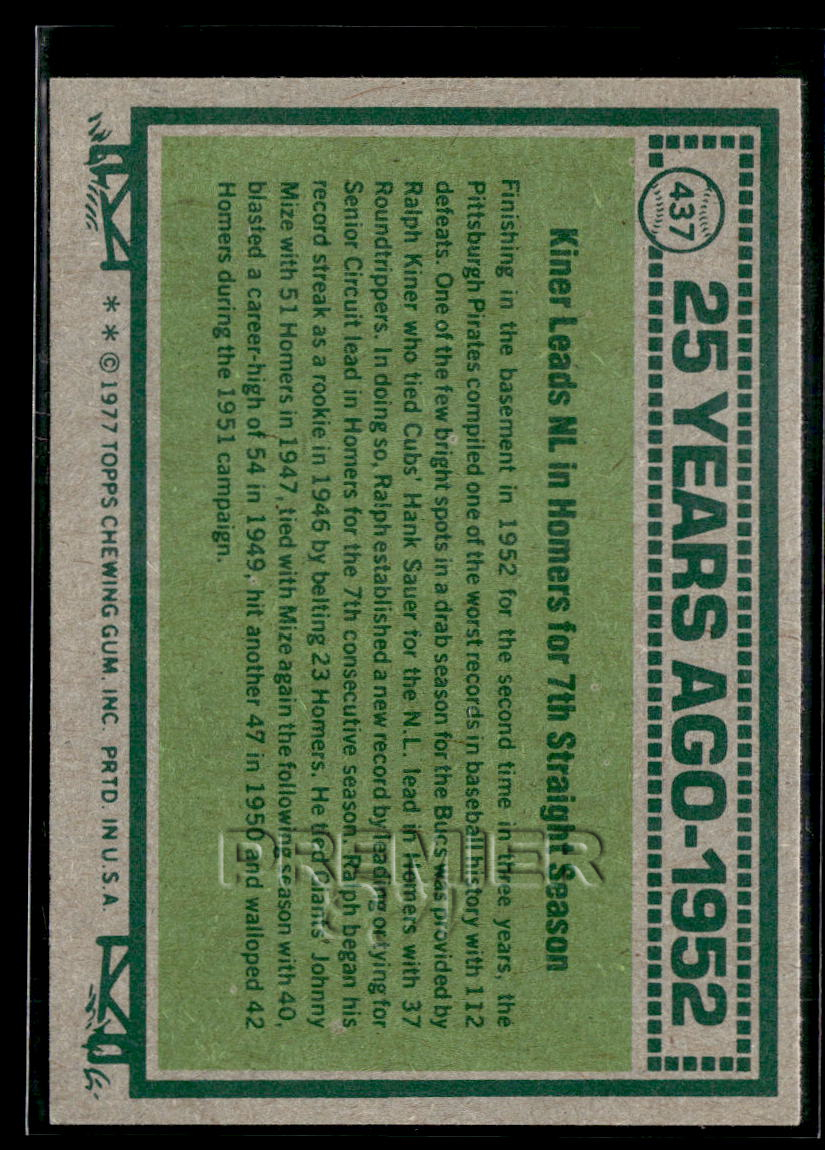 437
25 YEARS AGO-1952
Kiner Leads NL in Homers for 7th Straight Season
Finishing in the basement in 1952 for the second time in three years, the
Pittsburgh Pirates compiled one of the worst records in baseball history with 112
defeats. One of the few bright spots in a drab season for the Bucs was provided by
Ralph Kiner who tied Cubs' Hank Sauer for the N.L. lead in Homers with 37
Roundtrippers. In doing so, Ralph established a new record by leading or tying for
Senior Circuit lead in Homers for the 7th consecutive season. Ralph began his
record streak as a rookie in 1946 by belting 23 Homers. He tied Giants' Johnny
Mize with 51 Homers in 1947, tied with Mize again the following season with 40,
blasted a career-high of 54 in 1949, hit another 47 in 1950 and walloped 42
Homers during the 1951 campaign.
* * © 1977 TOPPS CHEWING GUM, INC. PRTD. IN U.S.A.
PREMIER